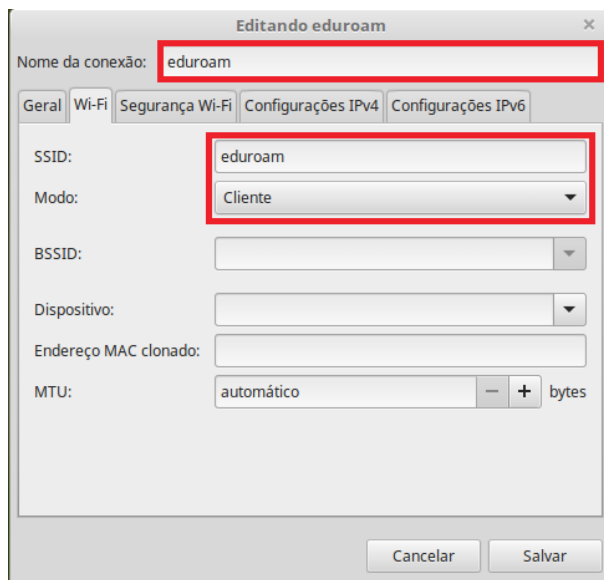 Editando eduroam
Nome da conexão: eduroam
Geral Wi-Fi Segurança Wi-Fi Configurações IPv4 Configurações IPv6
SSID: eduroam
Modo: Cliente
BSSID:
Dispositivo:
Endereço MAC clonado:
MTU: automático − + bytes
Cancelar Salvar